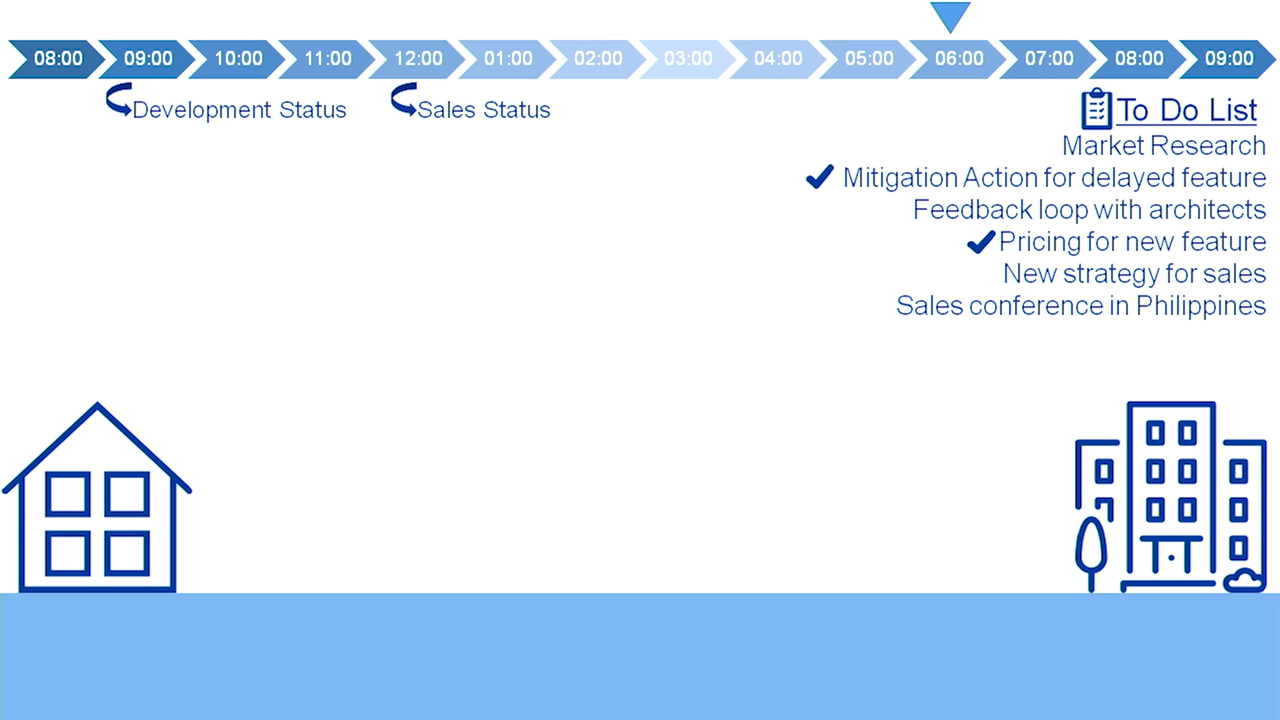 08:00 09:00 10:00 11:00 12:00 01:00 02:00 03:00 04:00 05:00 06:00 07:00 08:00 09:00
Development Status Sales Status
To Do List
Market Research
Mitigation Action for delayed feature
Feedback loop with architects
Pricing for new feature
New strategy for sales
Sales conference in Philippines